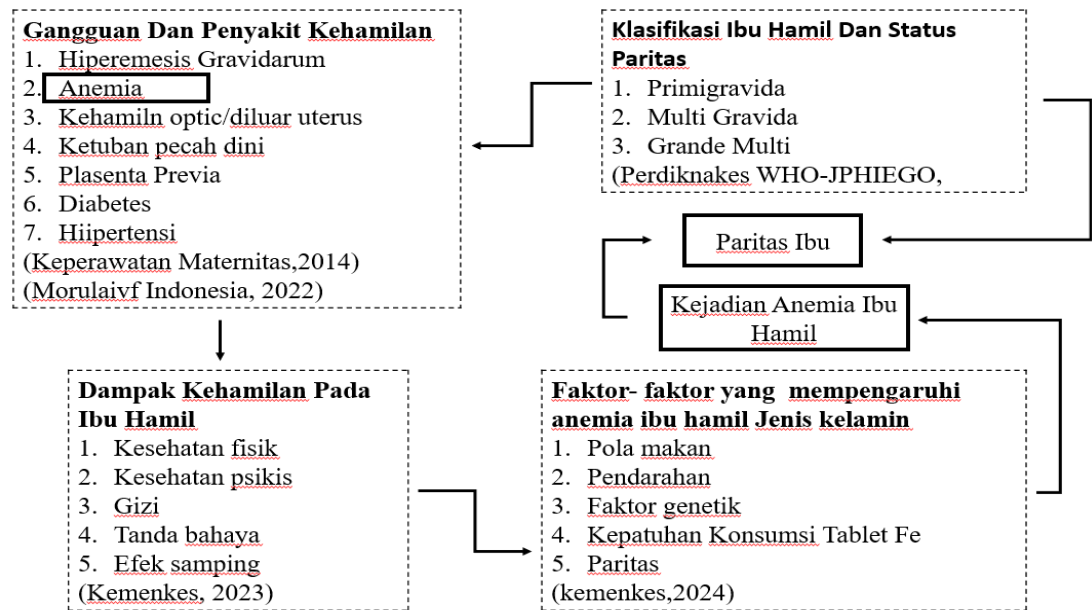 Gangguan Dan Penyakit Kehamilan
1. Hiperemesis Gravidarum
2. Anemia
3. Kehamiln optic/diluar uterus
4. Ketuban pecah dini
5. Plasenta Previa
6. Diabetes
7. Hiipertensi
(Keperawatan Maternitas,2014)
(Morulaivf Indonesia, 2022)
Klasifikasi Ibu Hamil Dan Status
Paritas
1. Primigravida
2. Multi Gravida
3. Grande Multi
(Perdiknakes WHO-JPHIEGO,
Paritas Ibu
Kejadian Anemia Ibu
Hamil
Dampak Kehamilan Pada
Ibu Hamil
1. Kesehatan fisik
2. Kesehatan psikis
3. Gizi
4. Tanda bahaya
5. Efek samping
(Kemenkes, 2023)
Faktor- faktor yang mempengaruhi
anemia ibu hamil Jenis kelamin
1. Pola makan
2. Pendarahan
3. Faktor genetik
4. Kepatuhan Konsumsi Tablet Fe
5. Paritas
(kemenkes,2024)